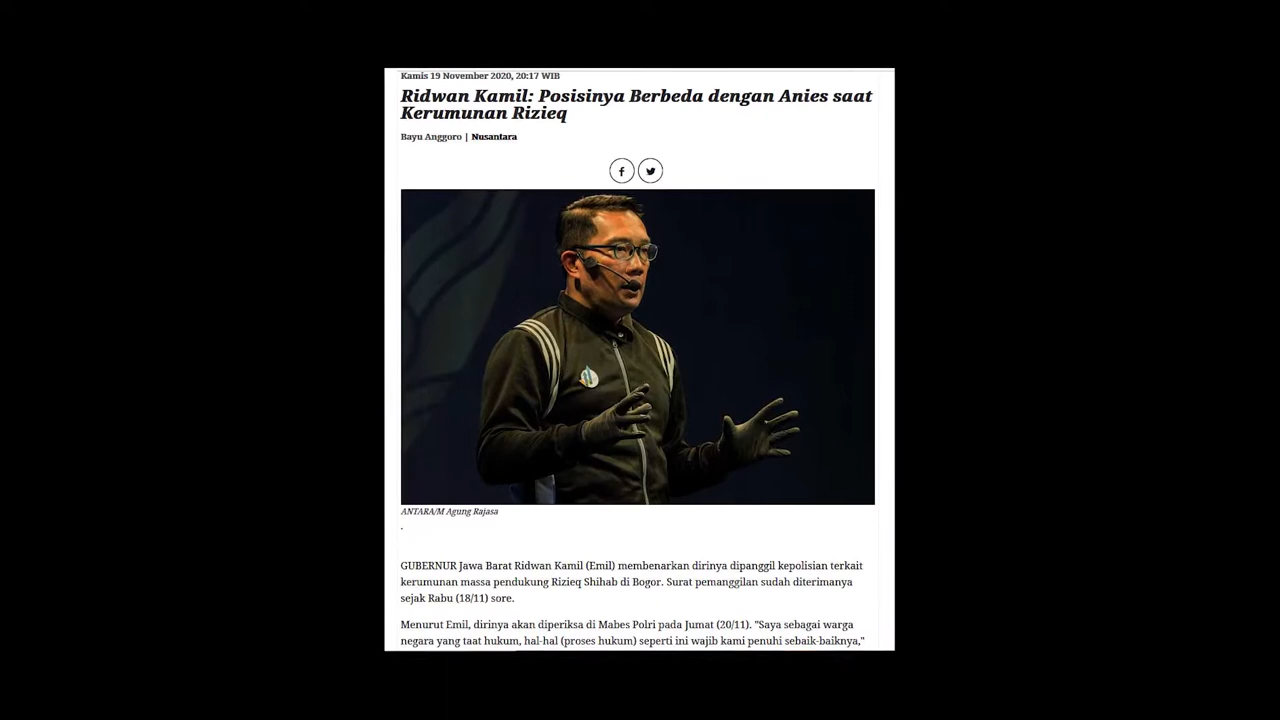 Kamis 19 November 2020, 20:17 WIB
Ridwan Kamil: Posisinya Berbeda dengan Anies saat
Kerumunan Rizieq
Bayu Anggoro | Nusantara
ANTARA/M Agung Rajasa
.
GUBERNUR Jawa Barat Ridwan Kamil (Emil) membenarkan dirinya dipanggil kepolisian terkait
kerumunan massa pendukung Rizieq Shihab di Bogor. Surat pemanggilan sudah diterimanya
sejak Rabu (18/11) sore.
Menurut Emil, dirinya akan diperiksa di Mabes Polri pada Jumat (20/11). "Saya sebagai warga
negara yang taat hukum, hal-hal (proses hukum) seperti ini wajib kami penuhi sebaik-baiknya,"